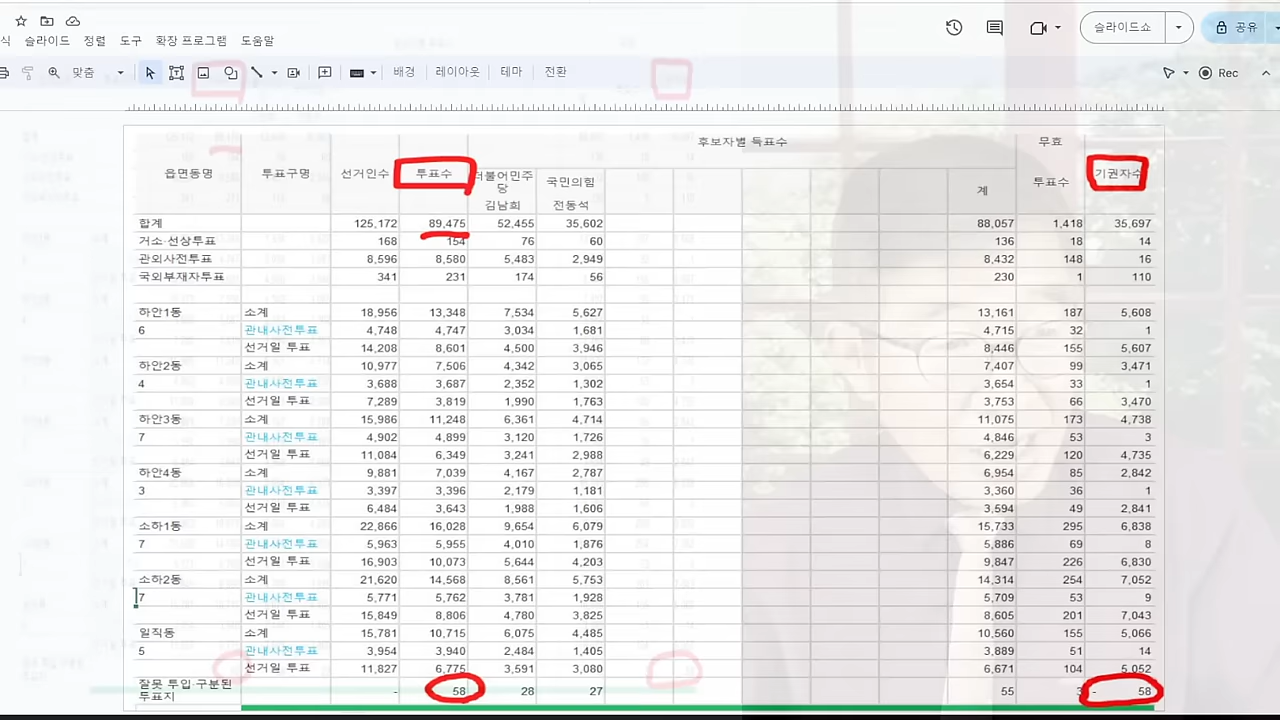 식 슬라이드 정렬 도구 확장 프로그램 도움말
슬라이드쇼
공유
맞춤
배경 레이아웃 테마 전환
Rec
읍면동명 투표구명 선거인수 투표수 후보자별 득표수 무효 투표수 기권자수
더불어민주당 김남희 국민의힘 전동석 계
합계 125,172 89,475 52,455 35,602 88,057 1,418 35,697
거소·선상투표 168 154 76 60 136 18 14
관외사전투표 8,596 8,580 5,483 2,949 8,432 148 16
국외부재자투표 341 231 174 56 230 1 110
하안1동 소계 18,956 13,348 7,534 5,627 13,161 187 5,608
6 관내사전투표 4,748 4,747 3,034 1,681 4,715 32 1
선거일 투표 14,208 8,601 4,500 3,946 8,446 155 5,607
하안2동 소계 10,977 7,506 4,342 3,065 7,407 99 3,471
4 관내사전투표 3,688 3,687 2,352 1,302 3,654 33 1
선거일 투표 7,289 3,819 1,990 1,763 3,753 66 3,470
하안3동 소계 15,986 11,248 6,361 4,714 11,075 173 4,738
7 관내사전투표 4,902 4,899 3,120 1,726 4,846 53 3
선거일 투표 11,084 6,349 3,241 2,988 6,229 120 4,735
하안4동 소계 9,881 7,039 4,167 2,787 6,954 85 2,842
3 관내사전투표 3,397 3,396 2,179 1,181 3,360 36 1
선거일 투표 6,484 3,643 1,988 1,606 3,594 49 2,841
소하1동 소계 22,866 16,028 9,654 6,079 15,733 295 6,838
7 관내사전투표 5,963 5,955 4,010 1,876 5,886 69 8
선거일 투표 16,903 10,073 5,644 4,203 9,847 226 6,830
소하2동 소계 21,620 14,568 8,561 5,753 14,314 254 7,052
7 관내사전투표 5,771 5,762 3,781 1,928 5,709 53 9
선거일 투표 15,849 8,806 4,780 3,825 8,605 201 7,043
일직동 소계 15,781 10,715 6,075 4,485 10,560 155 5,066
5 관내사전투표 3,954 3,940 2,484 1,405 3,889 51 14
선거일 투표 11,827 6,775 3,591 3,080 6,671 104 5,052
잘못 투입·구분된 투표지 - 58 28 27 55 3 - 58